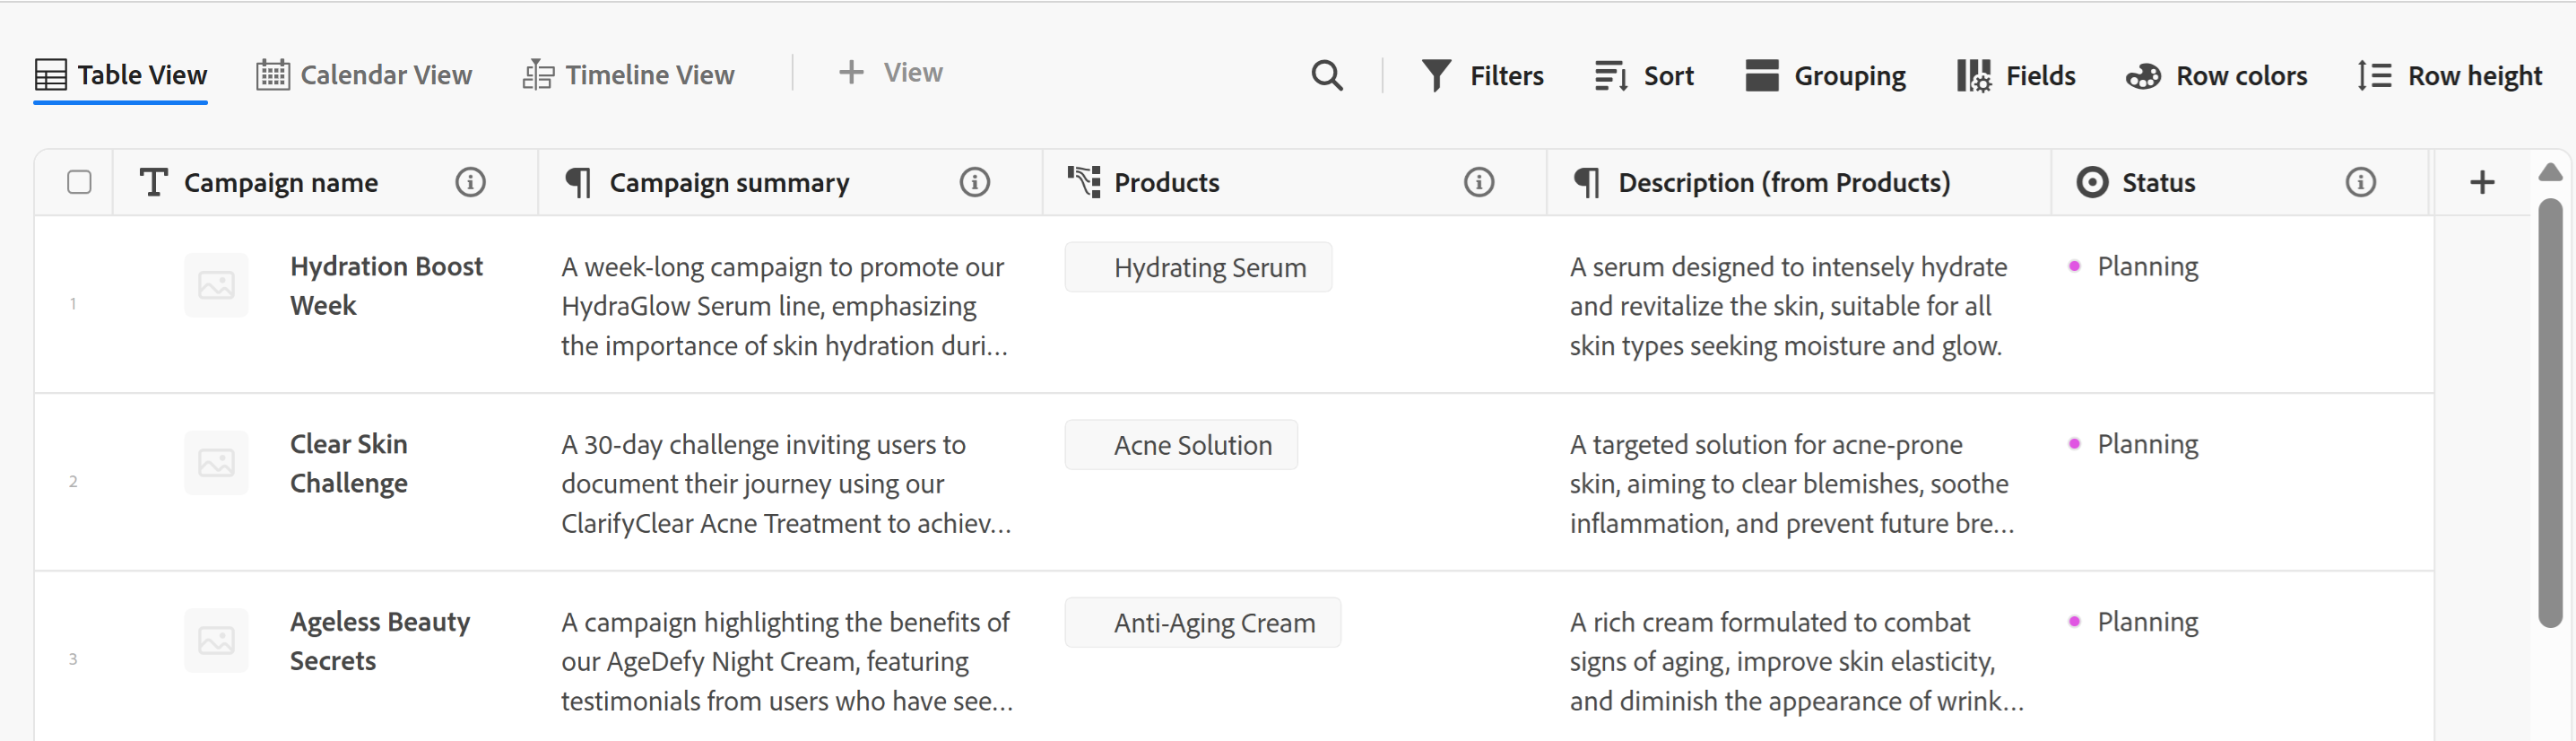 Table View Calendar View Timeline View + View Filters Sort Grouping Fields Row colors Row height
Campaign name Campaign summary Products Description (from Products) Status +
1 Hydration Boost Week
A week-long campaign to promote our
HydraGlow Serum line, emphasizing
the importance of skin hydration duri...
Hydrating Serum
A serum designed to intensely hydrate
and revitalize the skin, suitable for all
skin types seeking moisture and glow.
Planning
2 Clear Skin
Challenge
A 30-day challenge inviting users to
document their journey using our
ClarifyClear Acne Treatment to achiev...
Acne Solution
A targeted solution for acne-prone
skin, aiming to clear blemishes, soothe
inflammation, and prevent future bre...
Planning
3 Ageless Beauty
Secrets
A campaign highlighting the benefits of
our AgeDefy Night Cream, featuring
testimonials from users who have see...
Anti-Aging Cream
A rich cream formulated to combat
signs of aging, improve skin elasticity,
and diminish the appearance of wrink...
Planning